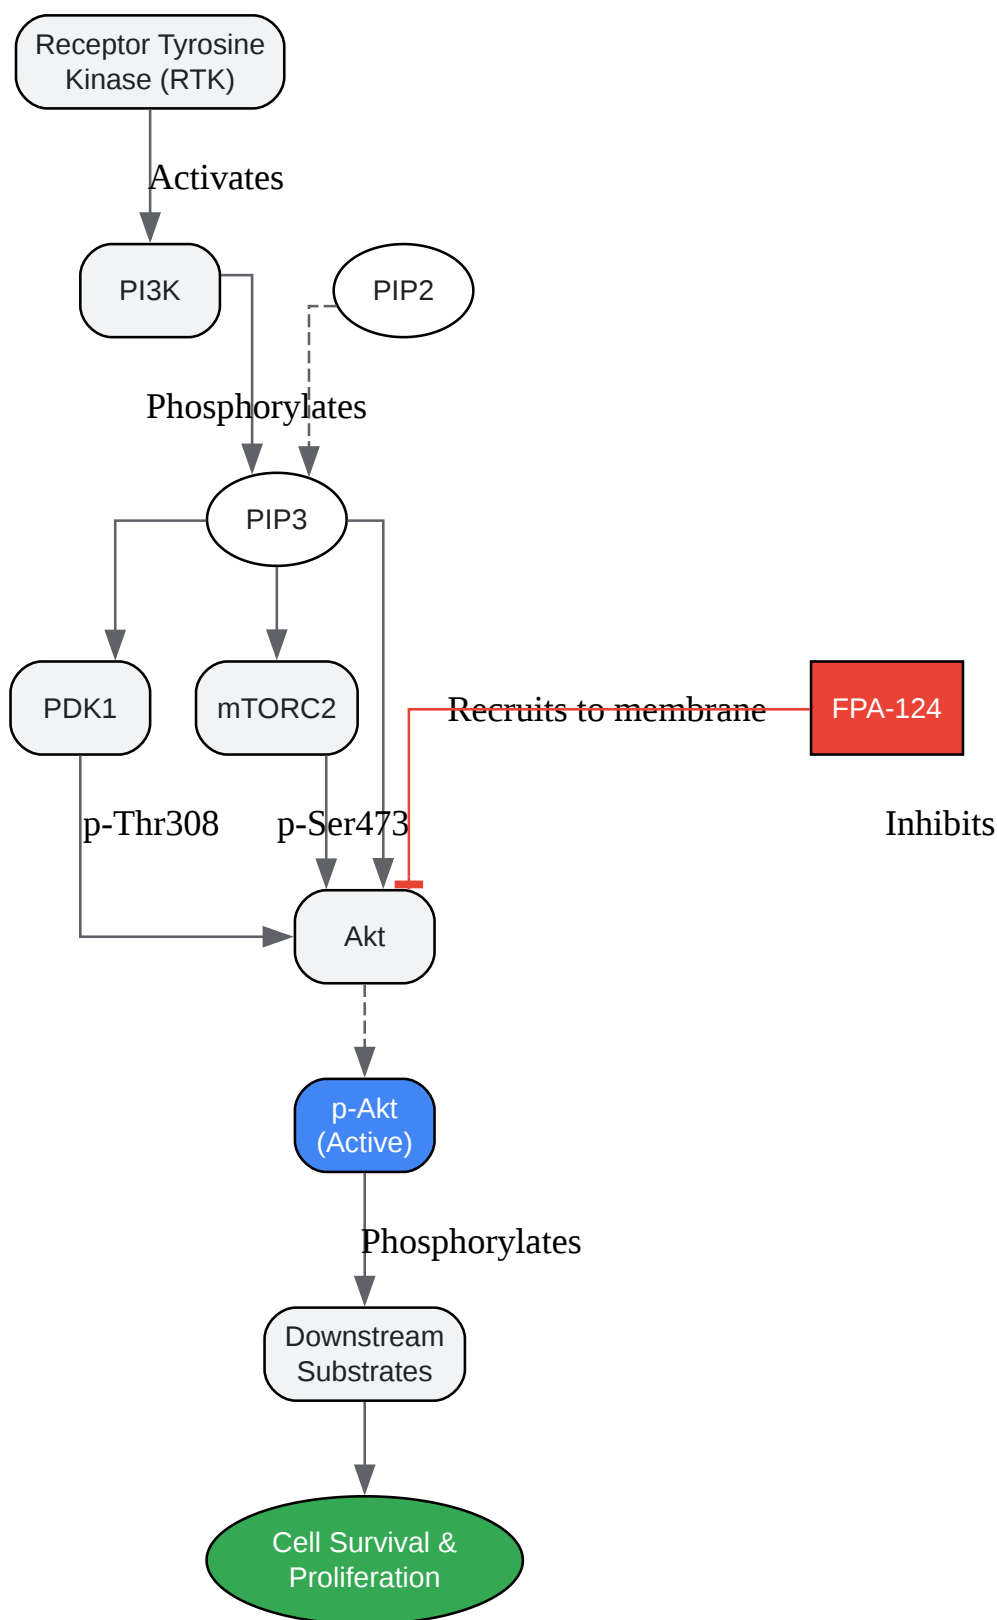 Receptor Tyrosine
Kinase (RTK)
Activates
PI3K
PIP2
Phosphorylates
PIP3
PDK1
mTORC2
Recruits to membrane
FPA-124
p-Thr308
p-Ser473
Inhibits
Akt
p-Akt
(Active)
Phosphorylates
Downstream
Substrates
Cell Survival &
Proliferation